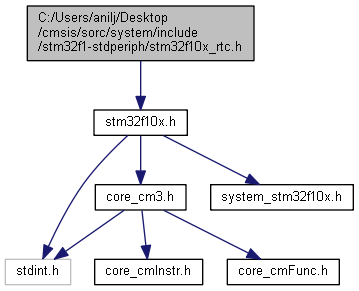 C:/Users/anilj/Desktop
/cmsis/sorc/system/include
/stm32f1-stdperiph/stm32f10x_rtc.h
stm32f10x.h
core_cm3.h
system_stm32f10x.h
stdint.h
core_cmInstr.h
core_cmFunc.h